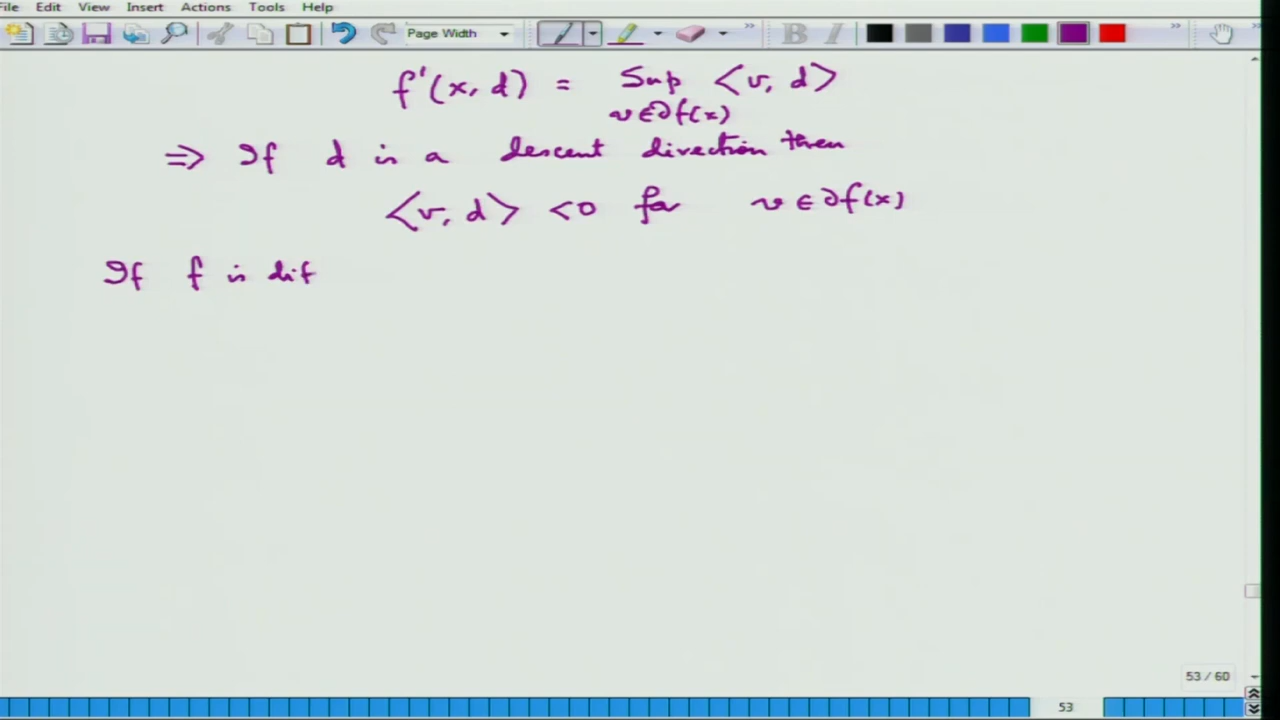 File Edit View Insert Actions Tools Help
Page Width
f'(x, d) = Sup <v, d>
v∈∂f(x)
⇒ If d is a descent direction then
<v, d> <0 for v∈∂f(x)
If f is dif
53 / 60
53